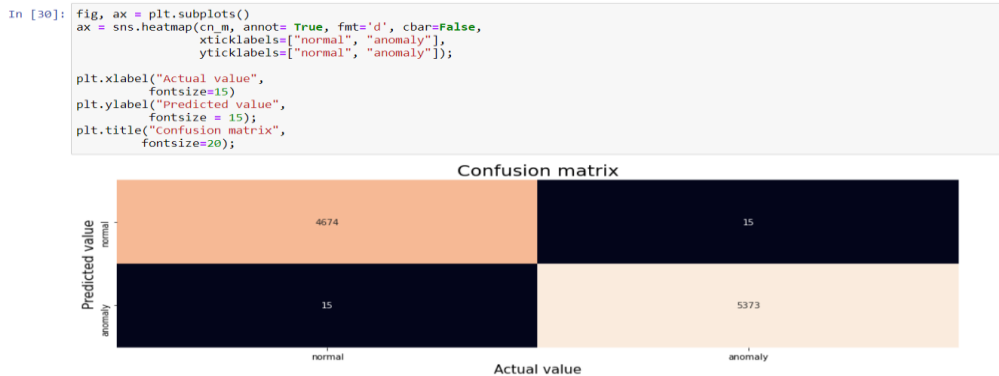 In [30]: fig, ax = plt.subplots()
ax = sns.heatmap(cn_m, annot= True, fmt='d', cbar=False,
xticklabels=["normal", "anomaly"],
yticklabels=["normal", "anomaly"]);
plt.xlabel("Actual value",
fontsize=15)
plt.ylabel("Predicted value",
fontsize = 15);
plt.title("Confusion matrix",
fontsize=20);
Confusion matrix
Predicted value
normal
4674
15
anomaly
15
5373
normal
anomaly
Actual value